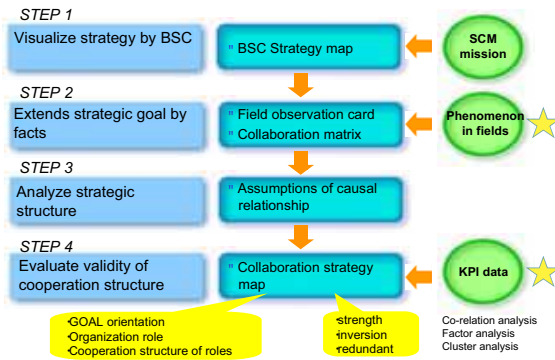 STEP 1
Visualize strategy by BSC
BSC Strategy map
SCM
mission
STEP 2
Extends strategic goal by
facts
Field observation card
Collaboration matrix
Phenomenon
in fields
STEP 3
Analyze strategic
structure
Assumptions of causal
relationship
STEP 4
Evaluate validity of
cooperation structure
Collaboration strategy
map
KPI data
•GOAL orientation
•Organization role
•Cooperation structure of roles
•strength
•inversion
•redundant
Co-relation analysis
Factor analysis
Cluster analysis